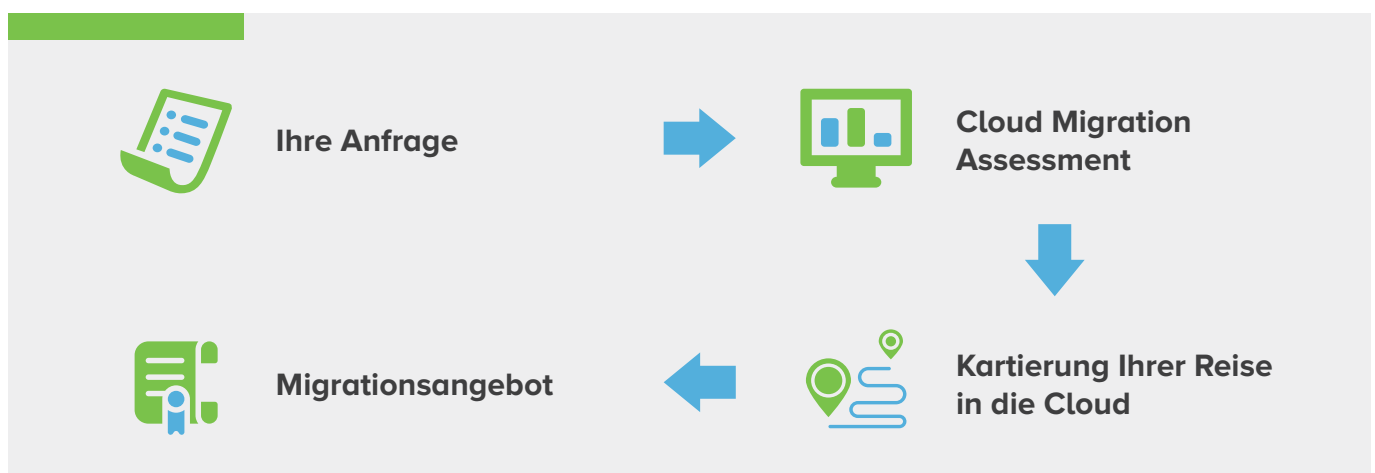 Ihre Anfrage
Cloud Migration
Assessment
Kartierung Ihrer Reise
in die Cloud
Migrationsangebot